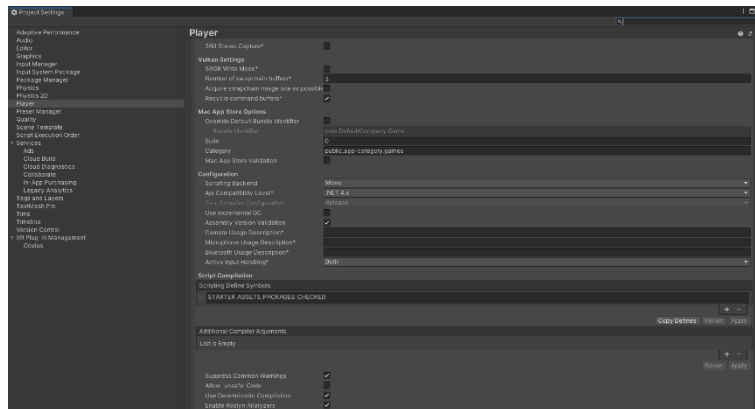 Project Settings
Adaptive Performance
Audio
Editor
Graphics
Input Manager
Input System Package
Package Manager
Physics
Physics 2D
Player
Preset Manager
Quality
Scene Template
Script Execution Order
Services
Ads
Cloud Build
Cloud Diagnostics
Collaborate
In-App Purchasing
Legacy Analytics
Tags and Layers
TextMesh Pro
Time
Timeline
Version Control
XR Plug-in Management
Oculus
Player
360 Stereo Capture*
Vulkan Settings
SRGB Write Mode*
Number of swapchain buffers* 3
Acquire swapchain image late as possible
Recycle command buffers*
Mac App Store Options
Override Default Bundle Identifier
Bundle Identifier com.DefaultCompany.Game
Build 0
Category public.app-category.games
Mac App Store Validation
Configuration
Scripting Backend Mono
Api Compatibility Level* .NET 4.x
C++ Compiler Configuration Release
Use incremental GC
Assembly Version Validation
Camera Usage Description*
Microphone Usage Description*
Bluetooth Usage Description*
Active Input Handling* Both
Script Compilation
Scripting Define Symbols
STARTER_ASSETS_PACKAGES_CHECKED
+ -
Copy Defines Revert Apply
Additional Compiler Arguments
List is Empty
+ -
Revert Apply
Suppress Common Warnings
Allow 'unsafe' Code
Use Deterministic Compilation
Enable Roslyn Analyzers